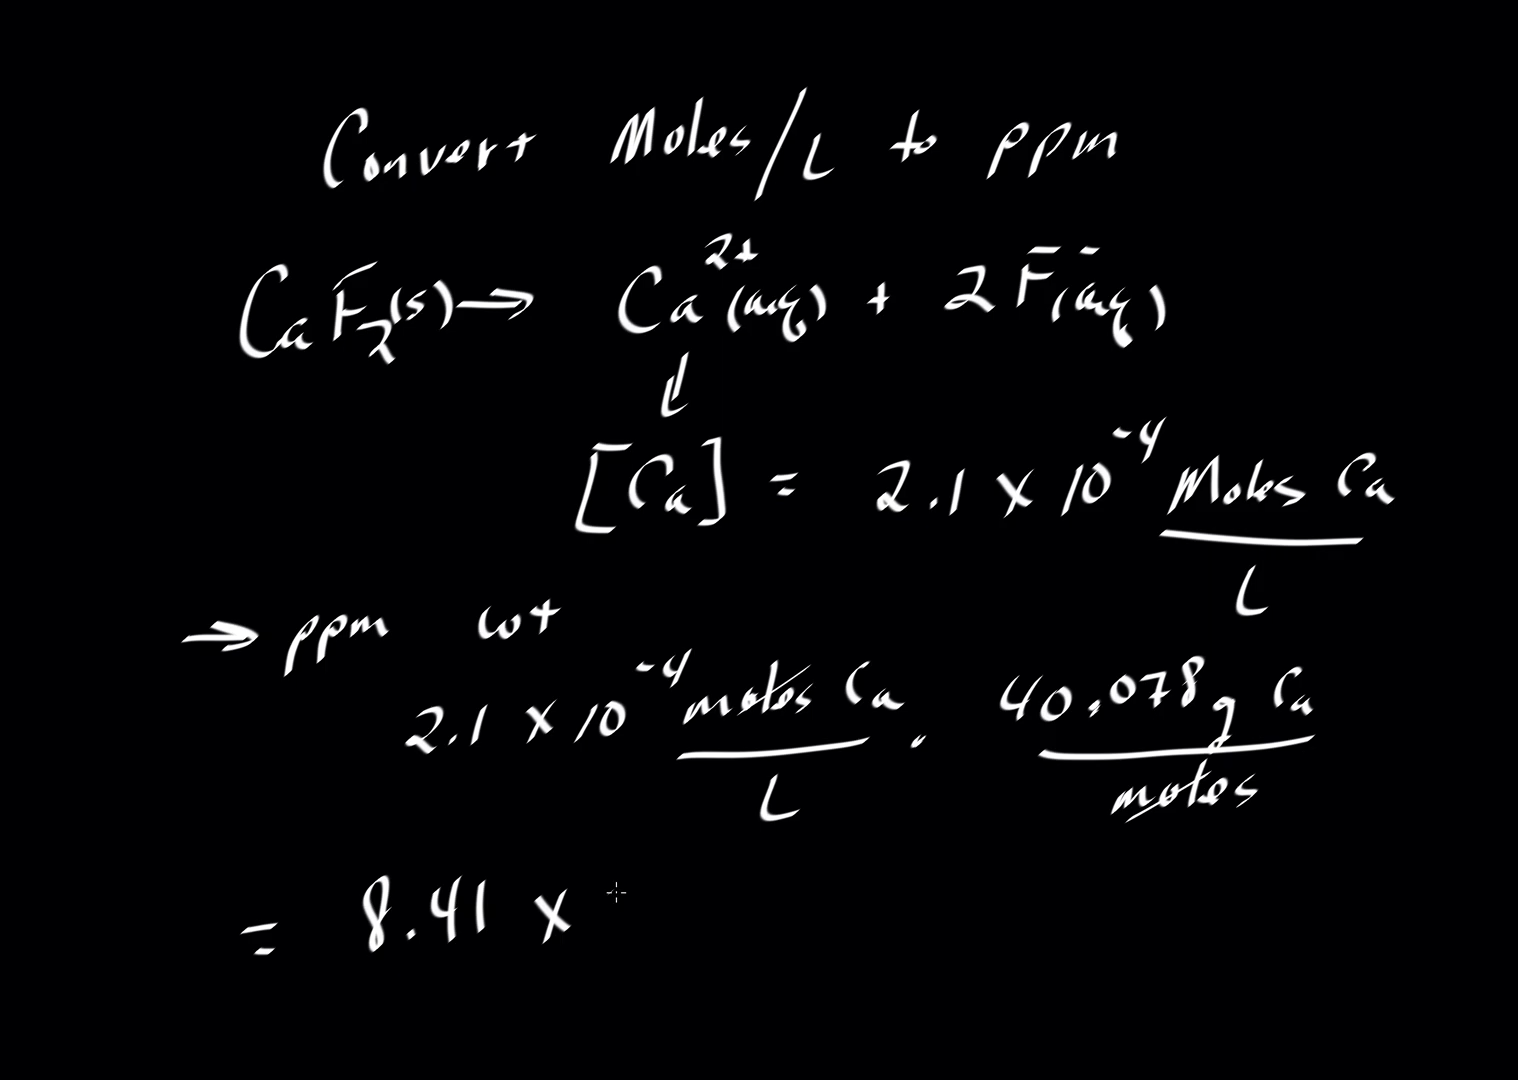 Convert Moles/L to ppm
CaF₂(s) → Ca²⁺(aq) + 2F⁻(aq)
[Ca] = 2.1 x 10⁻⁴ Moles Ca / L
→ ppm wt
2.1 x 10⁻⁴ moles Ca / L · 40.078 g Ca / moles
= 8.41 x